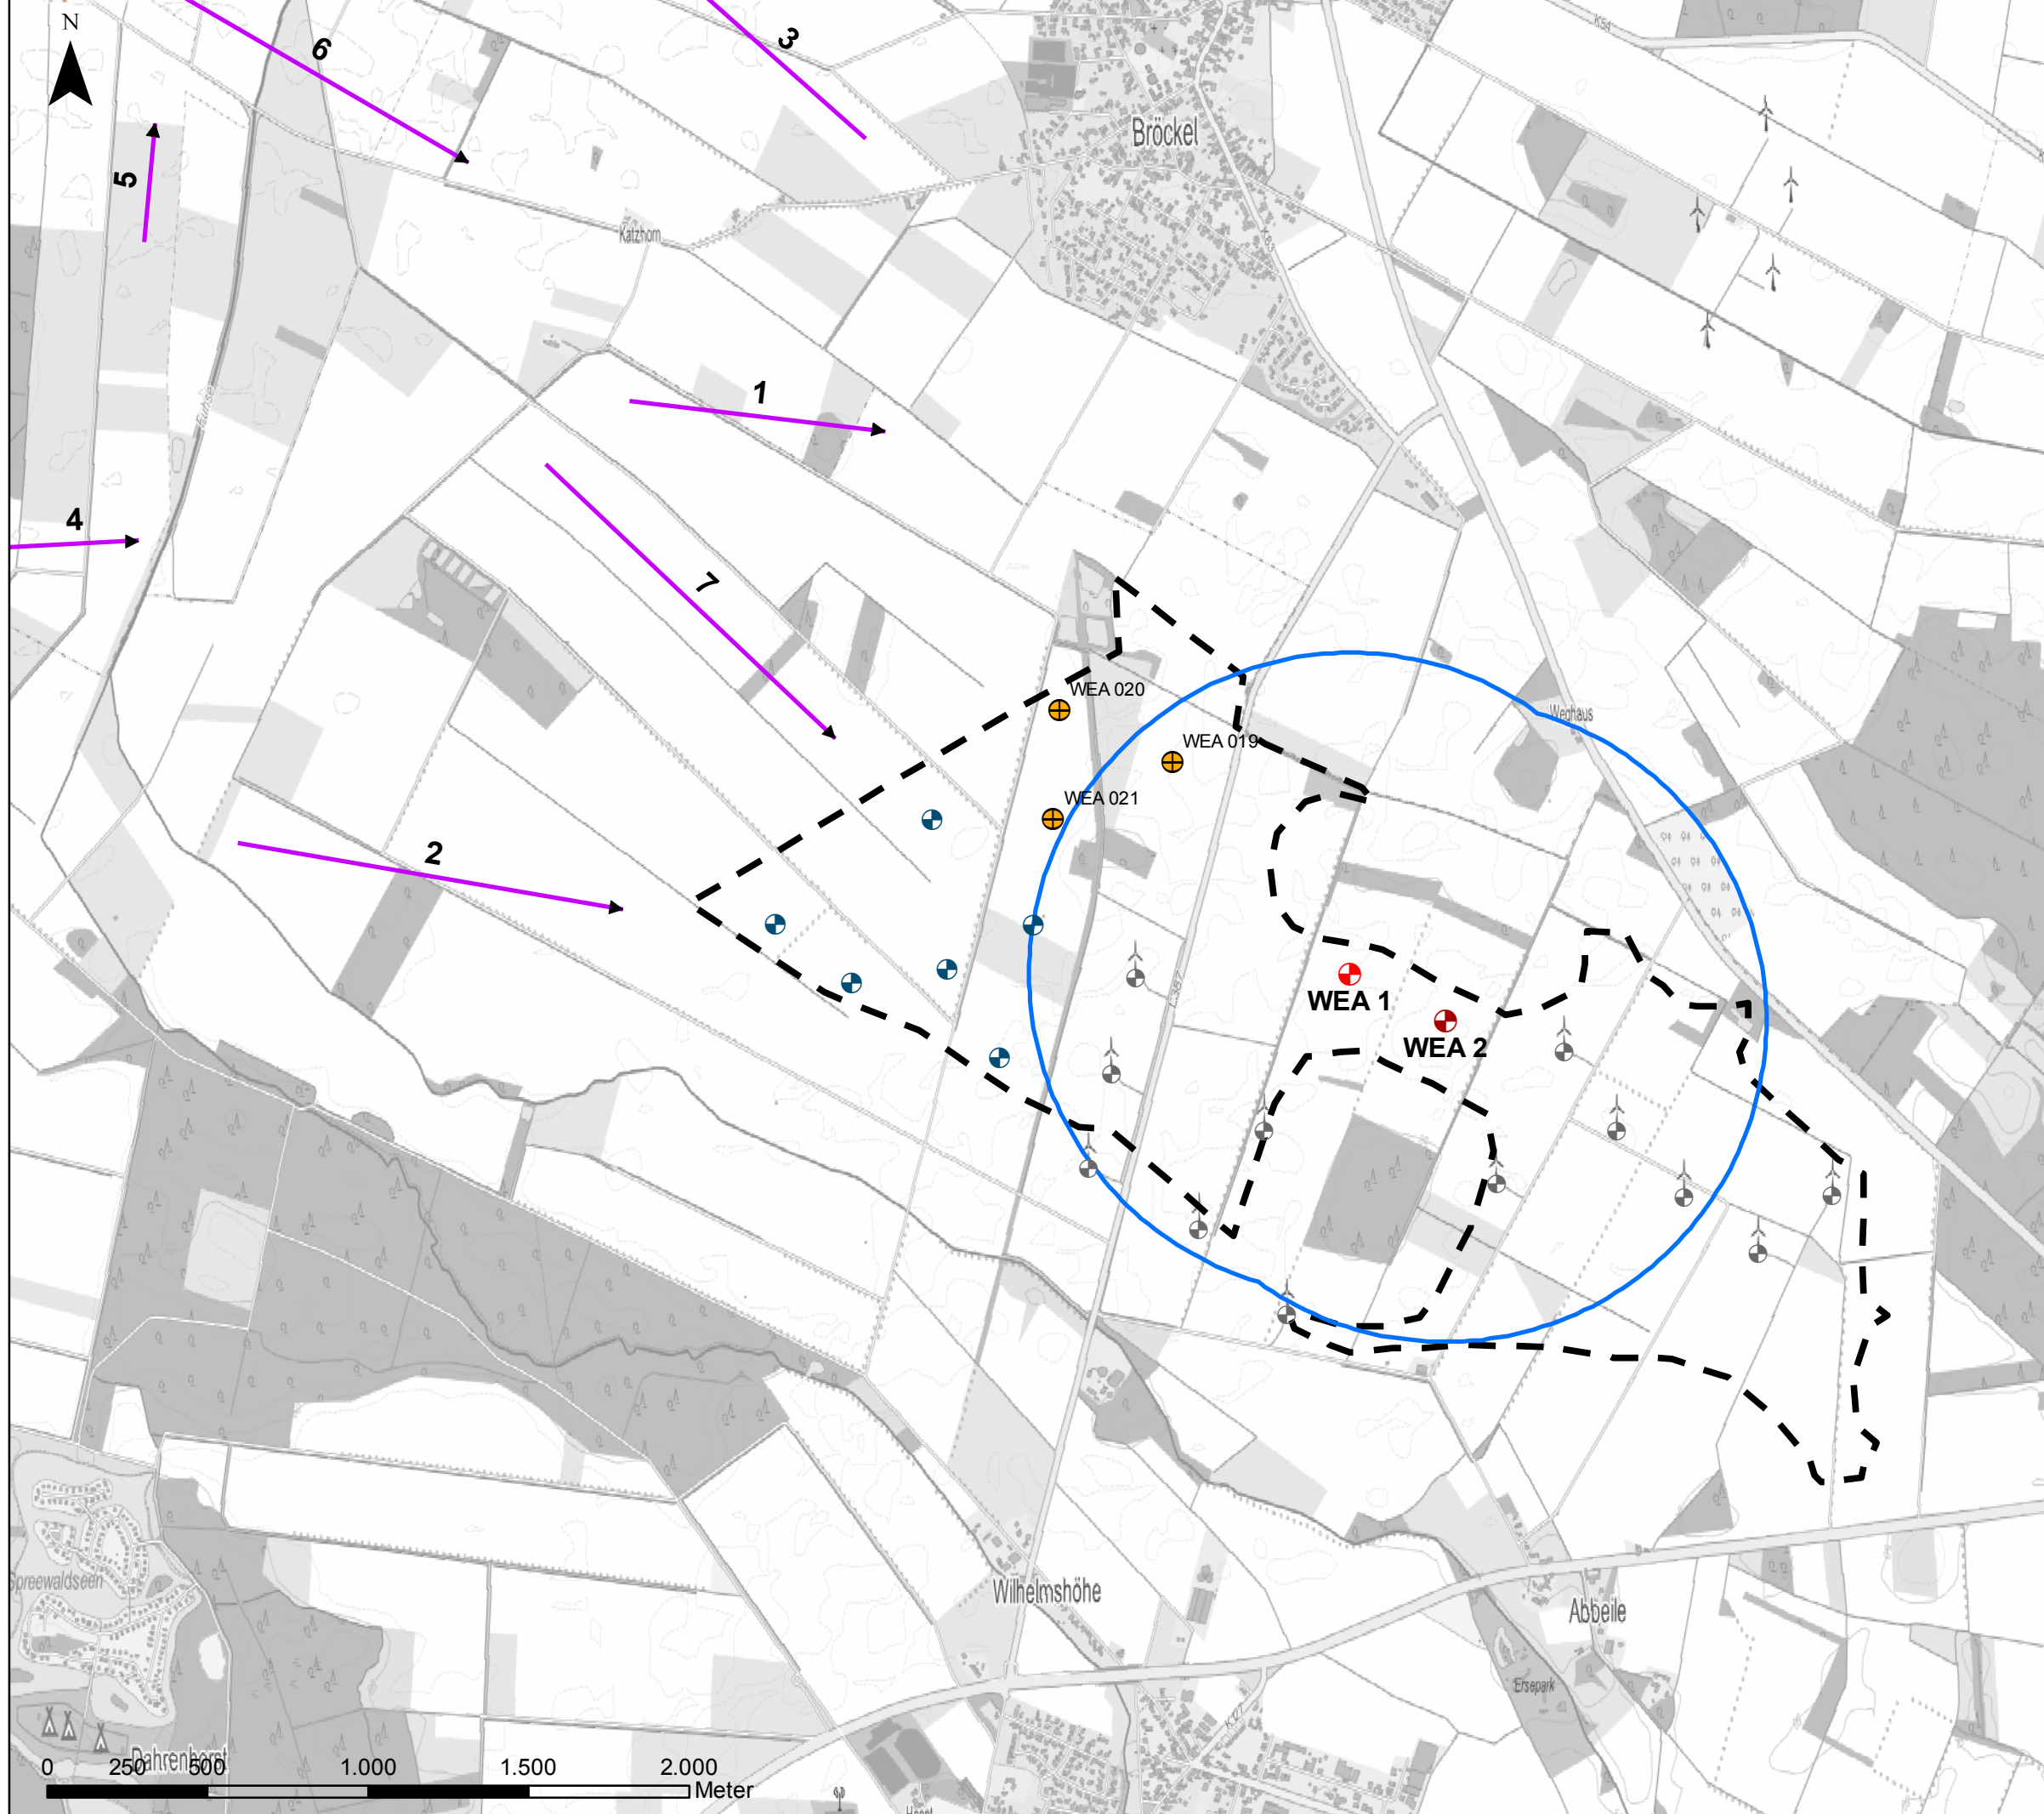 N
6
3
K54
Bröckel
5
Katzhorn
1
4
7
WEA 020
Weghaus
WEA 019
WEA 021
2
WEA 1
WEA 2
Spreewaldseen
Wilhelmshöhe
Abbeile
Ersepark
Dahrenhorst
0 250 500 1.000 1.500 2.000
Meter